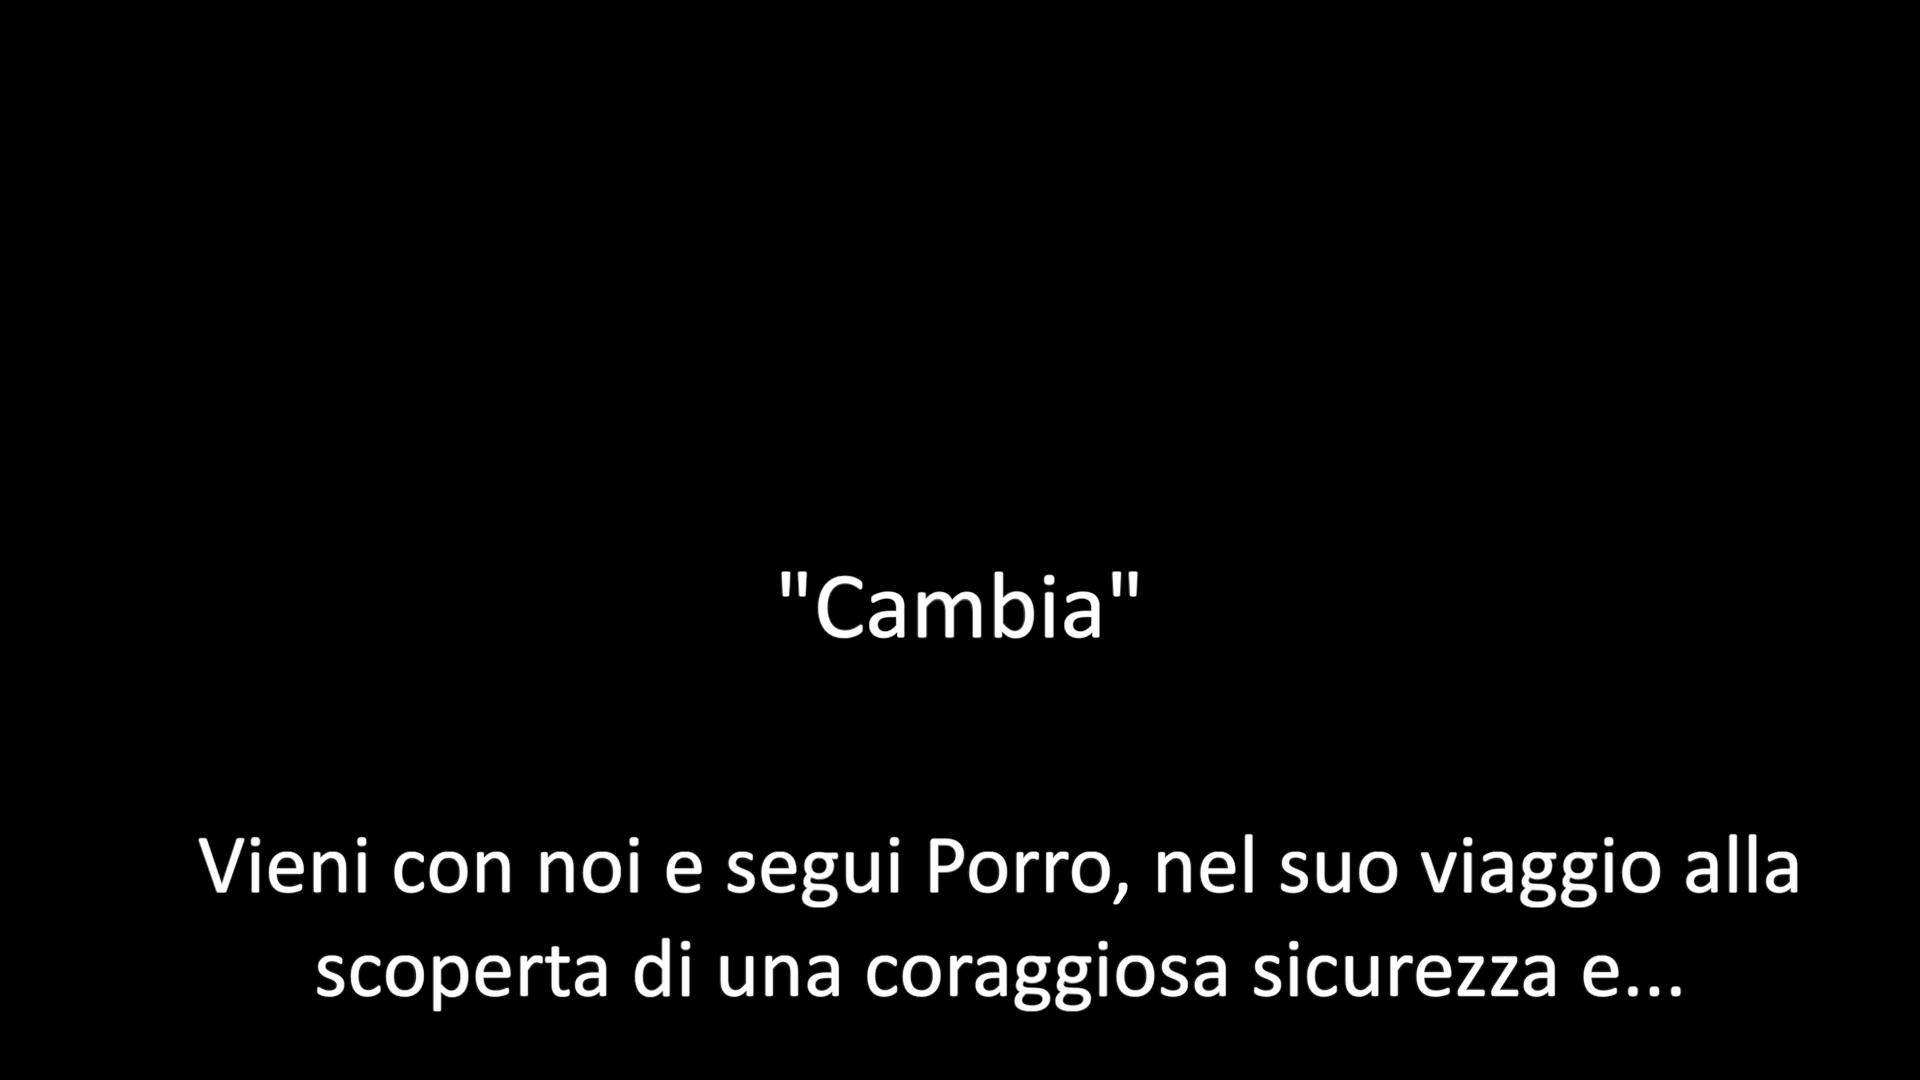 "Cambia"
Vieni con noi e segui Porro, nel suo viaggio alla
scoperta di una coraggiosa sicurezza e...